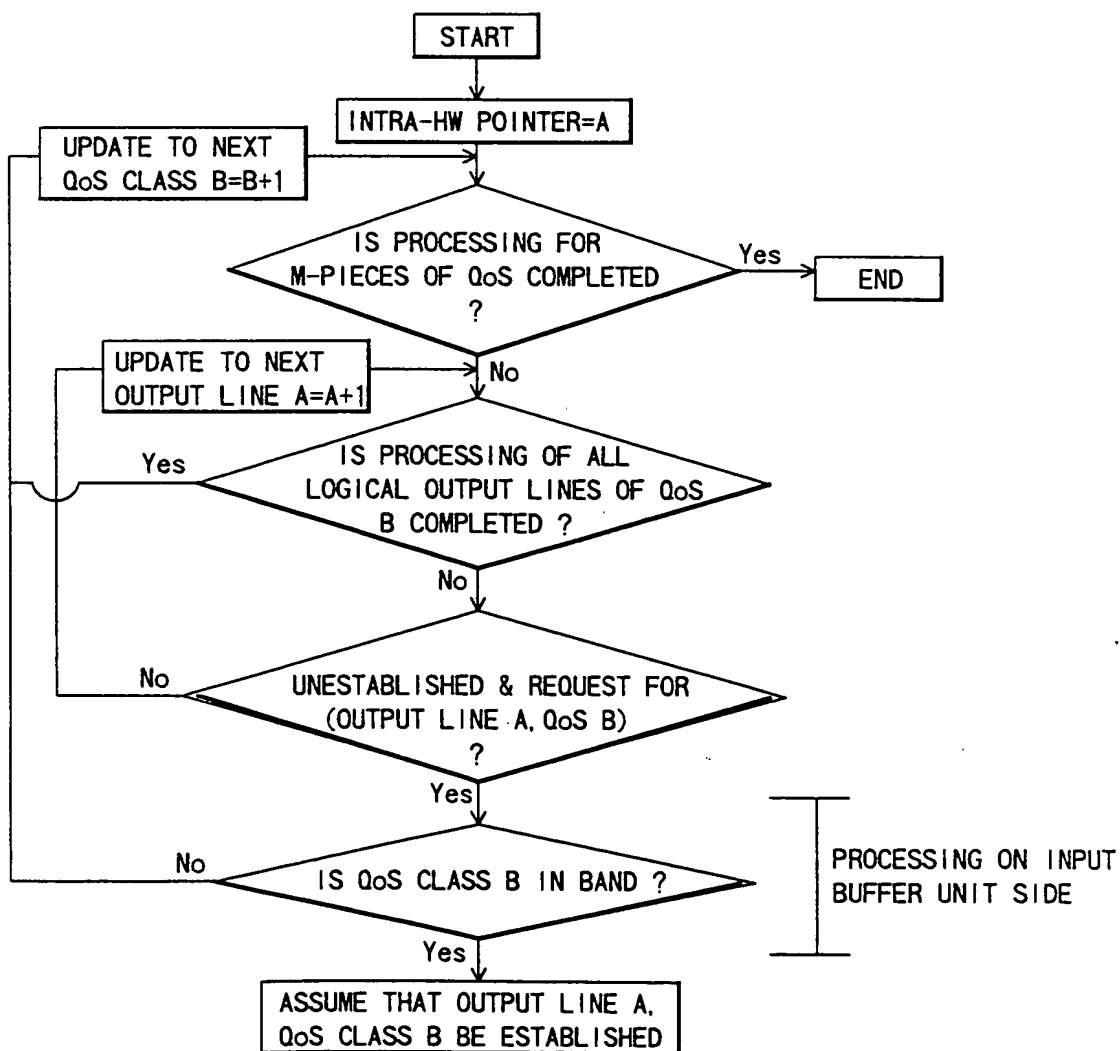 START
INTRA-HW POINTER=A
UPDATE TO NEXT
QoS CLASS B=B+1
IS PROCESSING FOR
M-PIECES OF QoS COMPLETED
?
Yes
END
No
UPDATE TO NEXT
OUTPUT LINE A=A+1
IS PROCESSING OF ALL
LOGICAL OUTPUT LINES OF QoS
B COMPLETED ?
Yes
No
UNESTABLISHED & REQUEST FOR
(OUTPUT LINE A, QoS B)
?
No
Yes
IS QoS CLASS B IN BAND ?
No
PROCESSING ON INPUT
BUFFER UNIT SIDE
Yes
ASSUME THAT OUTPUT LINE A,
QoS CLASS B BE ESTABLISHED